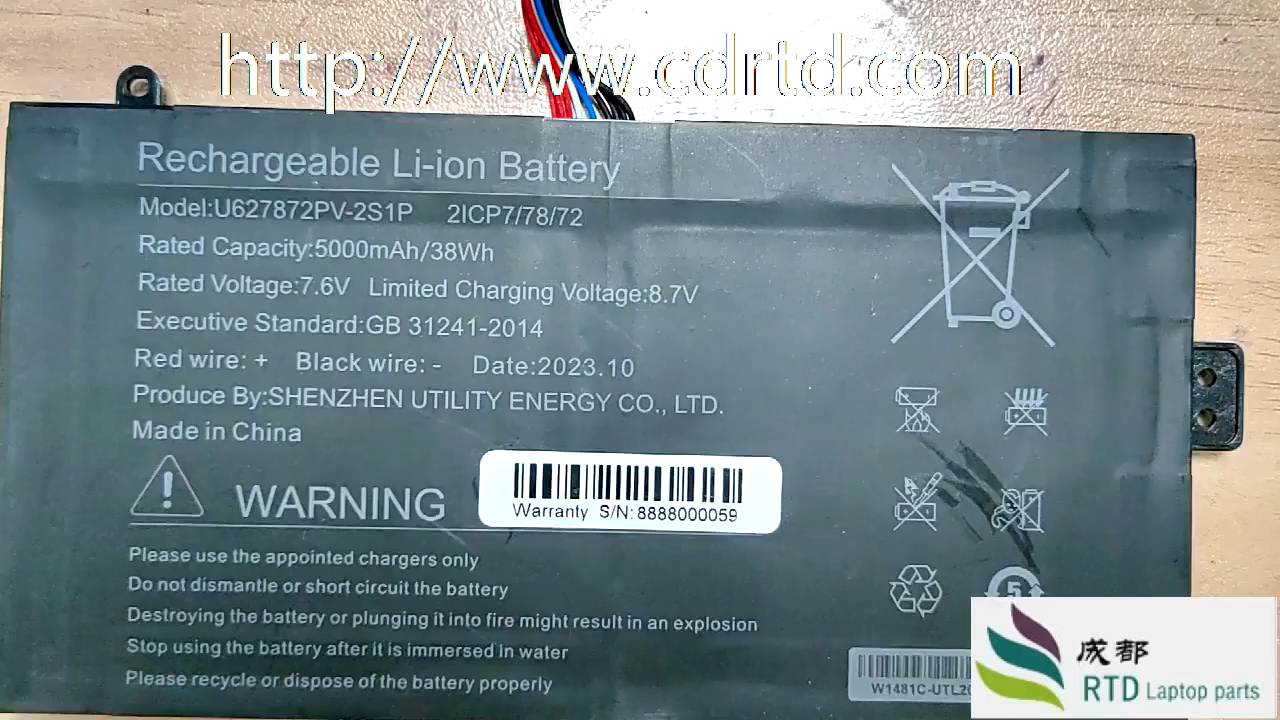 http://www.cdrtd.com
Rechargeable Li-ion Battery
Model:U627872PV-2S1P 2ICP7/78/72
Rated Capacity:5000mAh/38Wh
Rated Voltage:7.6V Limited Charging Voltage:8.7V
Executive Standard:GB 31241-2014
Red wire: + Black wire: - Date:2023.10
Produce By:SHENZHEN UTILITY ENERGY CO., LTD.
Made in China
WARNING
Warranty S/N: 8888000059
Please use the appointed chargers only
Do not dismantle or short circuit the battery
Destroying the battery or plunging it into fire might result in an explosion
Stop using the battery after it is immersed in water
Please recycle or dispose of the battery properly
5
成都
RTD Laptop parts